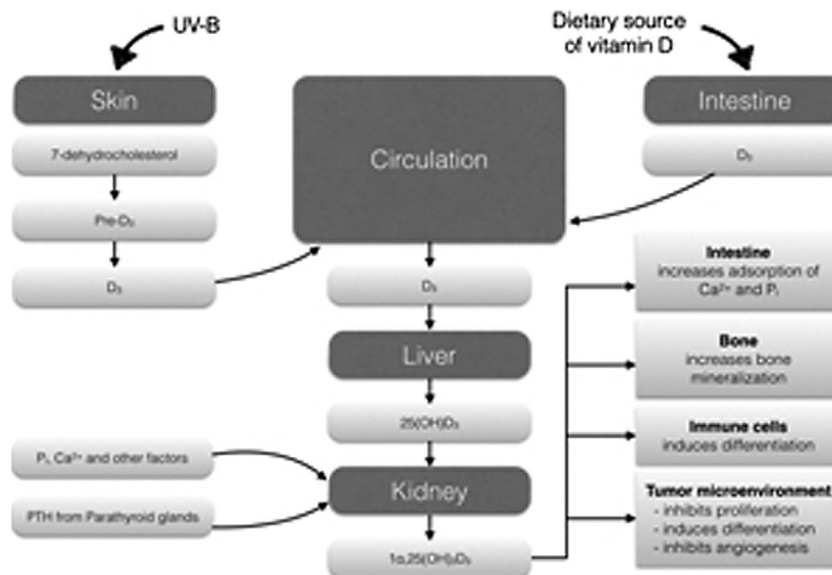 UV-B
Dietary source
of vitamin D
Skin
Circulation
Intestine
7-dehydrocholesterol
Pre-D₃
D₃
D₃
D₃
Liver
25(OH)D₃
Kidney
1α,25(OH)₂D₃
Pᵢ, Ca²⁺ and other factors
PTH from Parathyroid glands
Intestine
increases adsorption of
Ca²⁺ and Pᵢ
Bone
increases bone
mineralization
Immune cells
induces differentiation
Tumor microenvironment
- inhibits proliferation
- induces differentiation
- inhibits angiogenesis